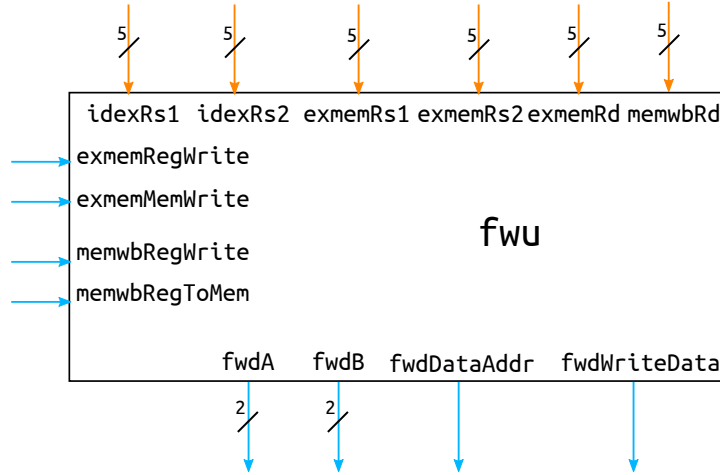 5 5 5 5 5 5
idexRs1 idexRs2 exmemRs1 exmemRs2 exmemRd memwbRd
exmemRegWrite
exmemMemWrite
fwu
memwbRegWrite
memwbRegToMem
fwdA fwdB fwdDataAddr fwdWriteData
2 2